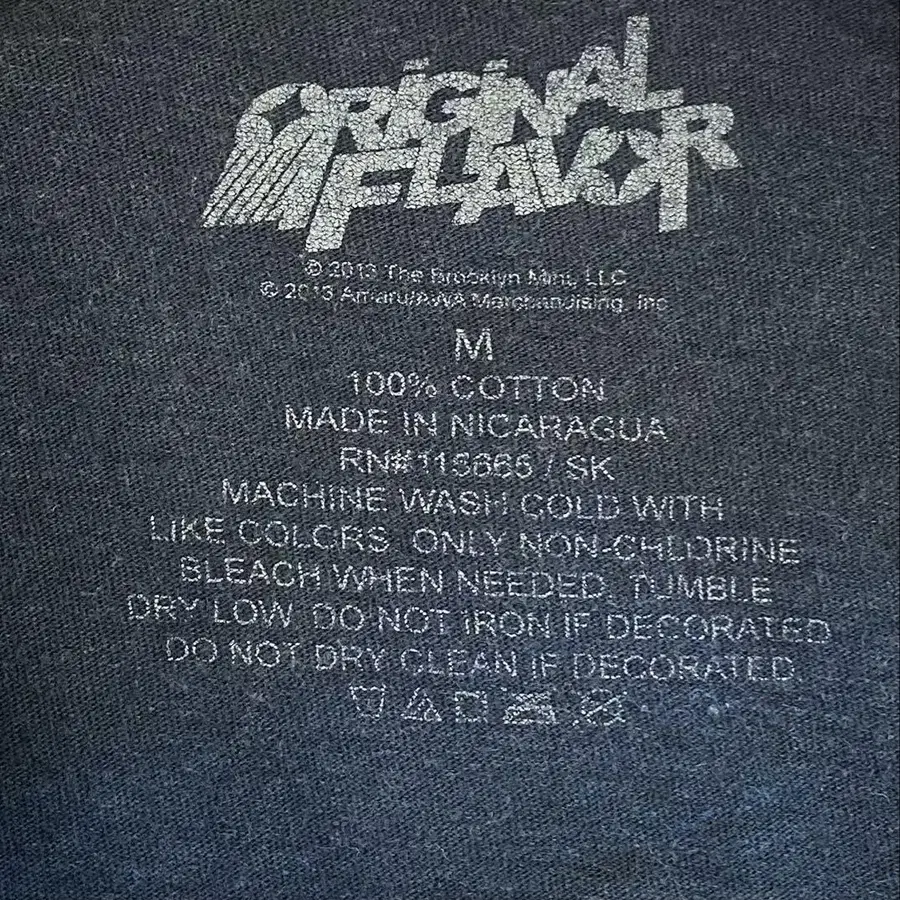 ORIGINAL
FLAVOR
© 2013 The Brooklyn Mint, LLC
© 2013 Amaru/AWA Merchandising, Inc
M
100% COTTON
MADE IN NICARAGUA
RN#115665 / SK
MACHINE WASH COLD WITH
LIKE COLORS. ONLY NON-CHLORINE
BLEACH WHEN NEEDED. TUMBLE
DRY LOW. DO NOT IRON IF DECORATED
DO NOT DRY CLEAN IF DECORATED.